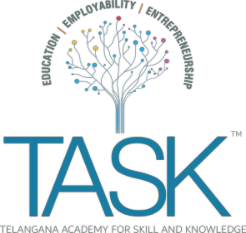 EDUCATION | EMPLOYABILITY | ENTREPRENEURSHIP
TASK™
TELANGANA ACADEMY FOR SKILL AND KNOWLEDGE